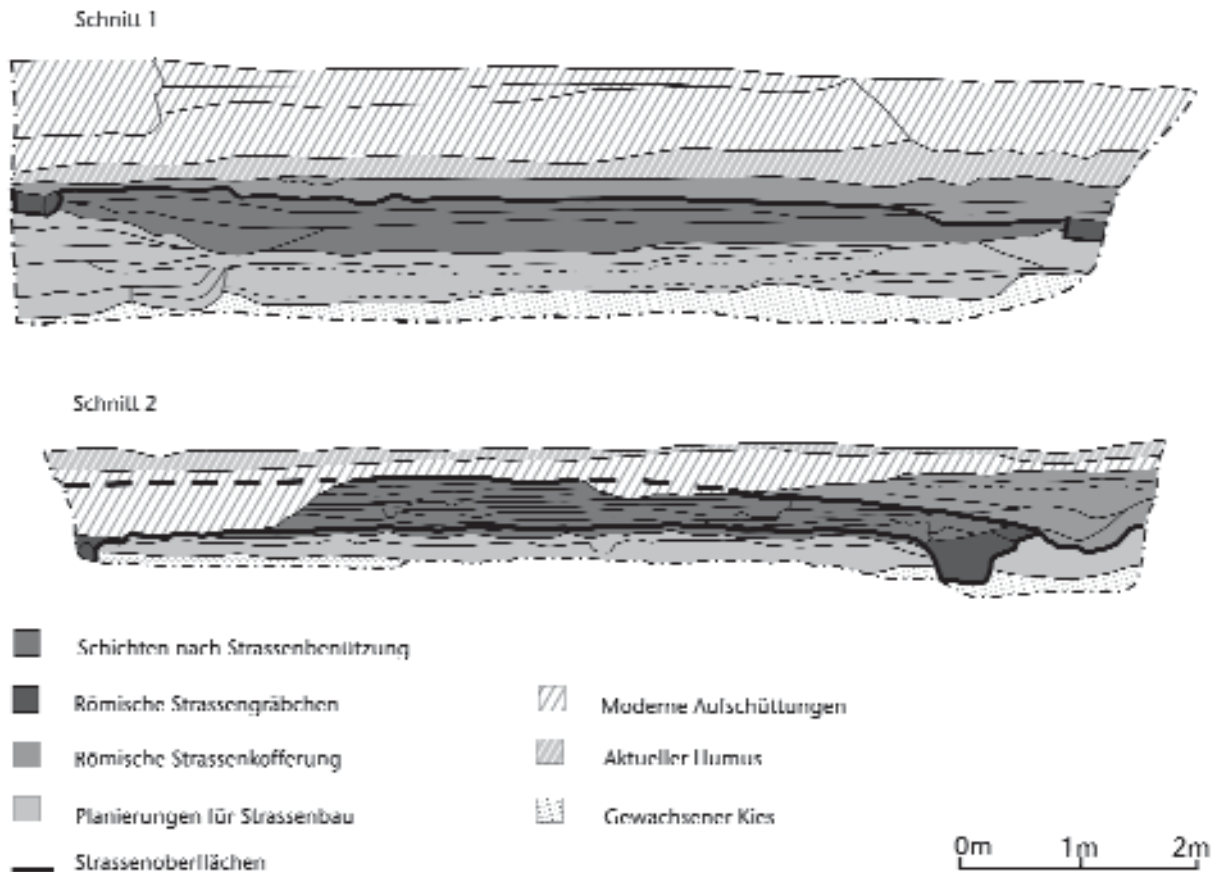 Schnitt 1
Schnitt 2
Schichten nach Strassenbenützung
Römische Strassengräbchen
Römische Strassenkofferung
Planierungen für Strassenbau
Strassenoberflächen
Moderne Aufschüttungen
Aktueller Humus
Gewachsener Kies
0m 1m 2m